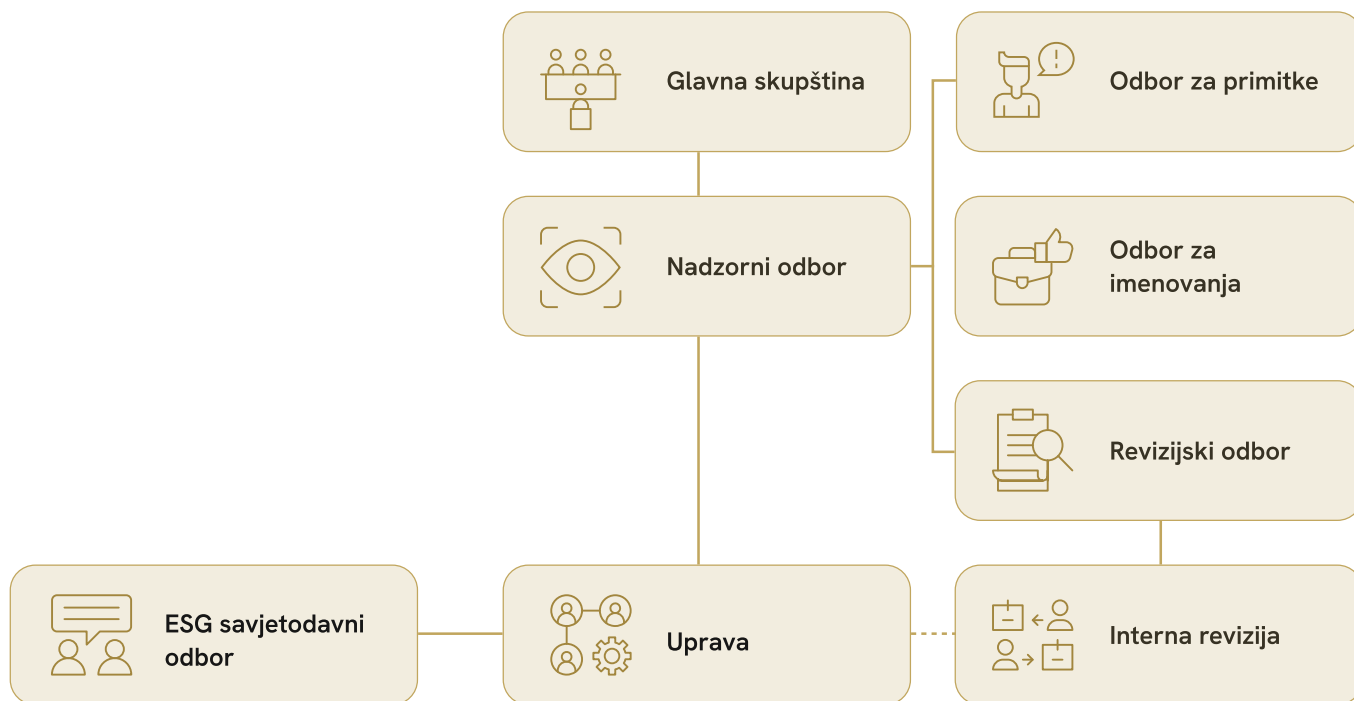 Glavna skupština
Odbor za primitke
Nadzorni odbor
Odbor za
imenovanja
Revizijski odbor
ESG savjetodavni
odbor
Uprava
Interna revizija